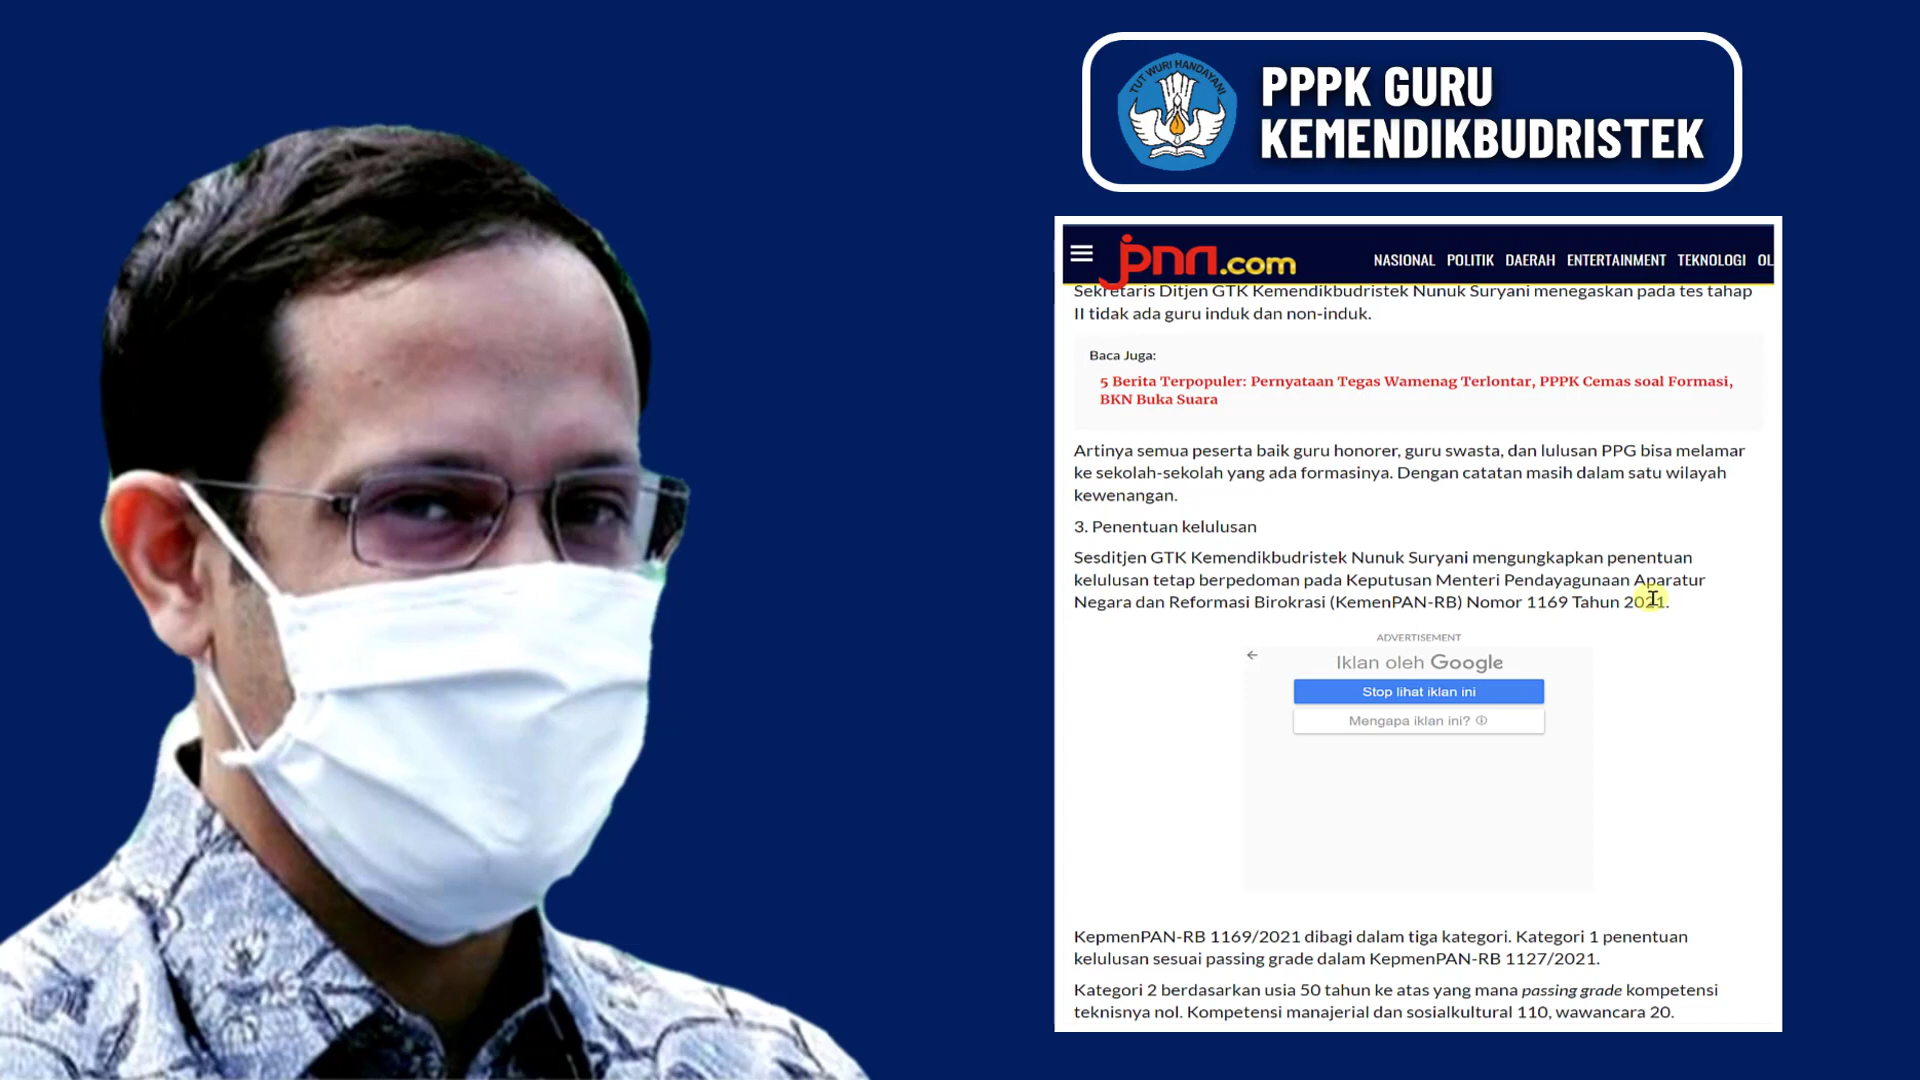 TUT WURI HANDAYANI
PPPK GURU
KEMENDIKBUDRISTEK
jpnn.com
NASIONAL POLITIK DAERAH ENTERTAINMENT TEKNOLOGI OL
Sekretaris Ditjen GTK Kemendikbudristek Nunuk Suryani menegaskan pada tes tahap
II tidak ada guru induk dan non-induk.
Baca Juga:
5 Berita Terpopuler: Pernyataan Tegas Wamenag Terlontar, PPPK Cemas soal Formasi,
BKN Buka Suara
Artinya semua peserta baik guru honorer, guru swasta, dan lulusan PPG bisa melamar
ke sekolah-sekolah yang ada formasinya. Dengan catatan masih dalam satu wilayah
kewenangan.
3. Penentuan kelulusan
Sesditjen GTK Kemendikbudristek Nunuk Suryani mengungkapkan penentuan
kelulusan tetap berpedoman pada Keputusan Menteri Pendayagunaan Aparatur
Negara dan Reformasi Birokrasi (KemenPAN-RB) Nomor 1169 Tahun 2021.
ADVERTISEMENT
Iklan oleh Google
Stop lihat iklan ini
Mengapa iklan ini?
KepmenPAN-RB 1169/2021 dibagi dalam tiga kategori. Kategori 1 penentuan
kelulusan sesuai passing grade dalam KepmenPAN-RB 1127/2021.
Kategori 2 berdasarkan usia 50 tahun ke atas yang mana passing grade kompetensi
teknisnya nol. Kompetensi manajerial dan sosialkultural 110, wawancara 20.